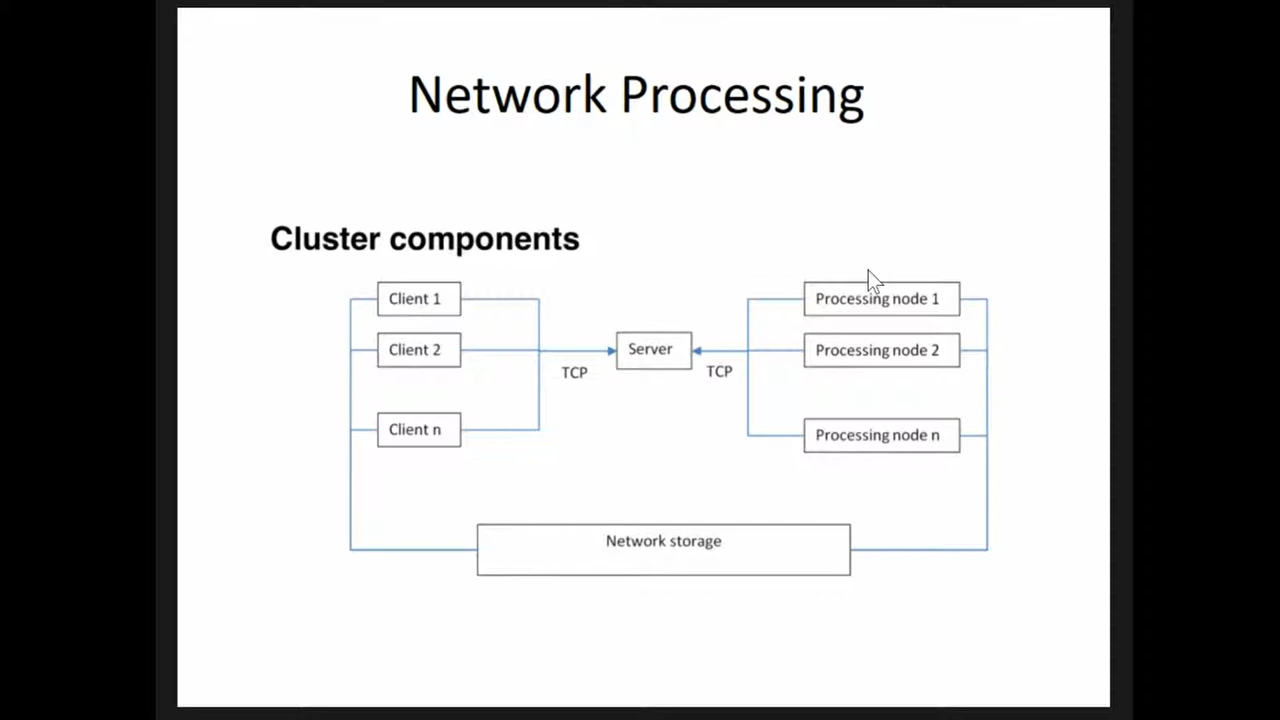 Network Processing
Cluster components
Client 1
Processing node 1
Client 2
Server
Processing node 2
TCP
TCP
Client n
Processing node n
Network storage